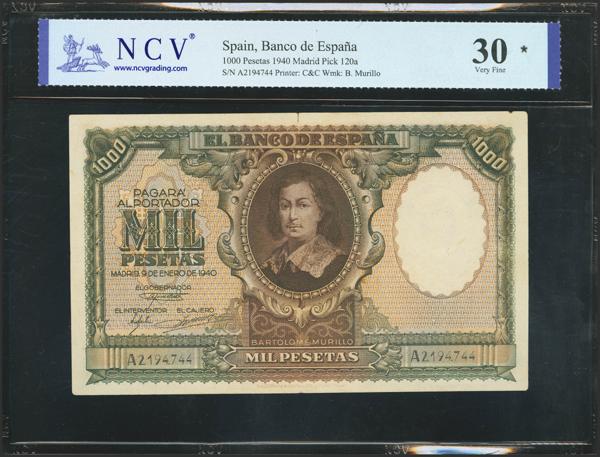 NCV®
www.ncvgrading.com
Spain, Banco de España
1000 Pesetas 1940 Madrid Pick 120a
S/N A2194744 Printer: C&C Wmk: B. Murillo
30 *
Very Fine
EL BANCO DE ESPAÑA
1000
1000
PAGARÁ
AL PORTADOR
MIL
PESETAS
MADRID, 9 DE ENERO DE 1940
EL GOBERNADOR
EL INTERVENTOR EL CAJERO
BARTOLOMÉ MURILLO
A2194744 MIL PESETAS A2194744